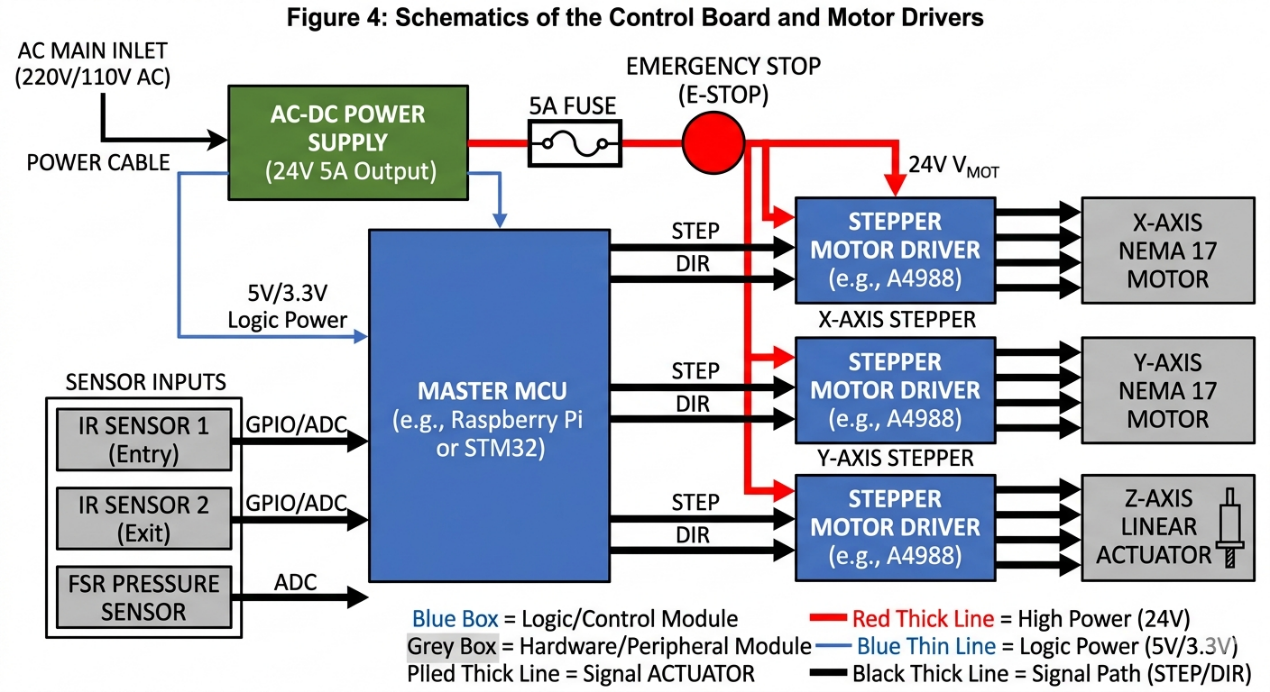 Figure 4: Schematics of the Control Board and Motor Drivers
AC MAIN INLET
(220V/110V AC)
POWER CABLE
AC-DC POWER
SUPPLY
(24V 5A Output)
5A FUSE
EMERGENCY STOP
(E-STOP)
24V VMOT
5V/3.3V
Logic Power
MASTER MCU
(e.g., Raspberry Pi
or STM32)
SENSOR INPUTS
IR SENSOR 1
(Entry)
GPIO/ADC
IR SENSOR 2
(Exit)
GPIO/ADC
FSR PRESSURE
SENSOR
ADC
STEP
DIR
STEPPER
MOTOR DRIVER
(e.g., A4988)
X-AXIS
NEMA 17
MOTOR
X-AXIS STEPPER
STEP
DIR
STEPPER
MOTOR DRIVER
(e.g., A4988)
Y-AXIS
NEMA 17
MOTOR
Y-AXIS STEPPER
STEP
DIR
STEPPER
MOTOR DRIVER
(e.g., A4988)
Z-AXIS
LINEAR
ACTUATOR
Blue Box = Logic/Control Module
Grey Box = Hardware/Peripheral Module
Plled Thick Line = Signal ACTUATOR
Red Thick Line = High Power (24V)
Blue Thin Line = Logic Power (5V/3.3V)
Black Thick Line = Signal Path (STEP/DIR)